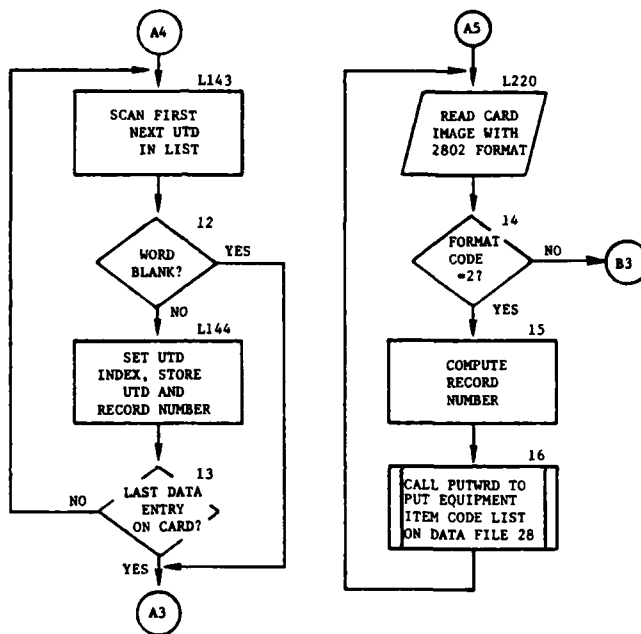 A4
L143
SCAN FIRST
NEXT UTD
IN LIST
12
WORD
BLANK?
YES
NO
L144
SET UTD
INDEX, STORE
UTD AND
RECORD NUMBER
13
LAST DATA
ENTRY
ON CARD?
NO
YES
A3
A5
L220
READ CARD
IMAGE WITH
2802 FORMAT
14
FORMAT
CODE
=2?
NO
B3
YES
15
COMPUTE
RECORD
NUMBER
16
CALL PUTWRD TO
PUT EQUIPMENT
ITEM CODE LIST
ON DATA FILE 28